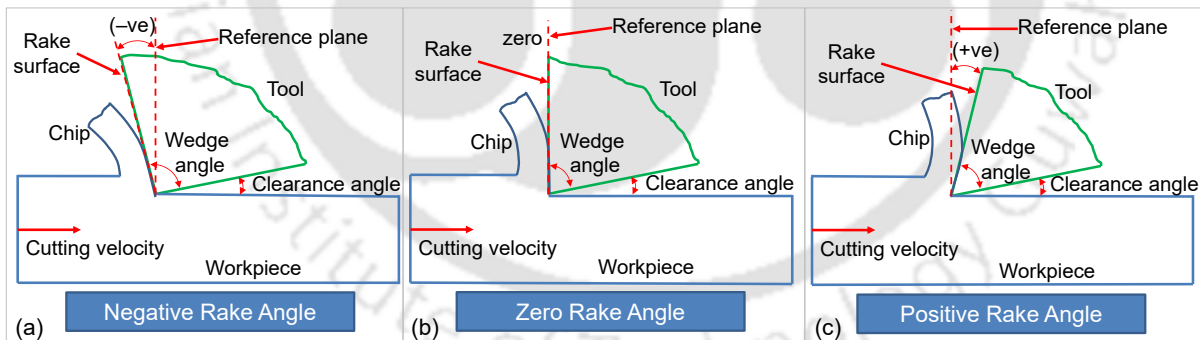 (–ve)
Reference plane
Rake
surface
Tool
Chip
Wedge
angle
Clearance angle
Cutting velocity
Workpiece
(a)
Negative Rake Angle
zero
Reference plane
Rake
surface
Tool
Chip
Wedge
angle
Clearance angle
Cutting velocity
Workpiece
(b)
Zero Rake Angle
Reference plane
Rake
surface
(+ve)
Tool
Chip
Wedge
angle
Clearance angle
Cutting velocity
Workpiece
(c)
Positive Rake Angle